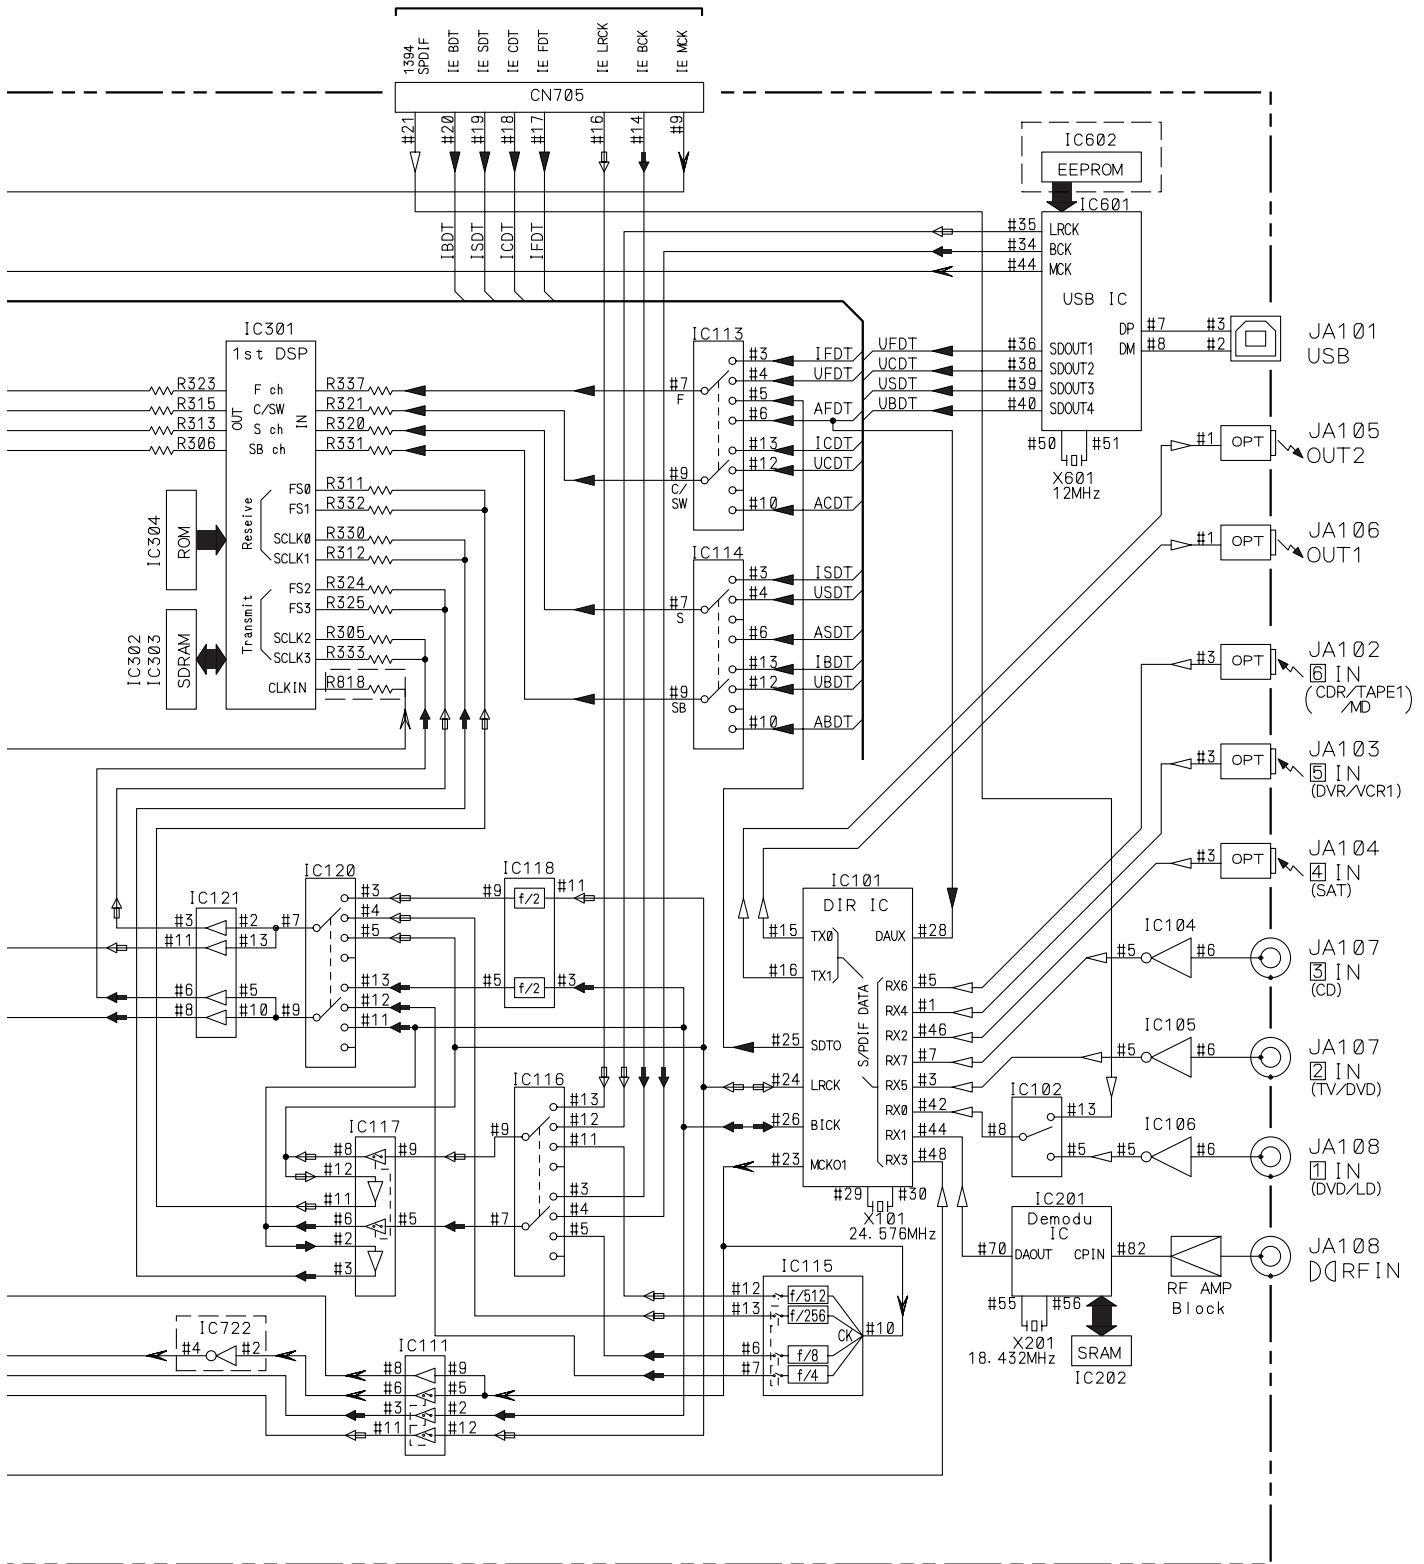 1394 SPDIF
IE BDT
IE SDT
IE CDT
IE FDT
IE LRCK
IE BCK
IE MCK
CN705
#21
#20
#19
#18
#17
#16
#14
#9
IBDT
ISDT
ICDT
IFDT
IC602
EEPROM
IC601
#35 LRCK
#34 BCK
#44 MCK
USB IC
DP #7 #3
DM #8 #2
JA101
USB
#36 SDOUT1
#38 SDOUT2
#39 SDOUT3
#40 SDOUT4
UFDT
UCDT
USDT
UBDT
#50 #51
X601
12MHz
IC301
1st DSP
R323 F ch R337
R315 C/SW R321
R313 S ch R320
R306 SB ch R331
OUT
IN
FS0 R311
FS1 R332
SCLK0 R330
SCLK1 R312
Reseive
FS2 R324
FS3 R325
SCLK2 R305
SCLK3 R333
Transmit
CLKIN R818
IC304
ROM
IC302
IC303
SDRAM
IC113
#3 IFDT
#4 UFDT
#5
#6 AFDT
#7
F
#13 ICDT
#12 UCDT
#9
C/
SW
#10 ACDT
IC114
#3 ISDT
#4 USDT
#7
S
#6 ASDT
#13 IBDT
#12 UBDT
#9
SB
#10 ABDT
#1 OPT
JA105
OUT2
#1 OPT
JA106
OUT1
#3 OPT
JA102
6 IN
(CDR/TAPE1
/MD)
#3 OPT
JA103
5 IN
(DVR/VCR1)
#3 OPT
JA104
4 IN
(SAT)
IC104
#5 #6
JA107
3 IN
(CD)
IC105
#5 #6
JA107
2 IN
(TV/DVD)
IC106
#5 #6
JA108
1 IN
(DVD/LD)
IC102
#13
#8
#5
IC201
Demodu
IC
#70 DAOUT CPIN #82
RF AMP
Block
JA108
RFIN
#55 #56
X201
18.432MHz
SRAM
IC202
IC101
DIR IC
#15 TX0
#16 TX1
DAUX #28
S/PDIF DATA
RX6 #5
RX4 #1
RX2 #46
RX7 #7
RX5 #3
RX0 #42
RX1 #44
RX3 #48
#25 SDTO
#24 LRCK
#26 BICK
#23 MCKO1
#29 #30
X101
24.576MHz
IC121
#3 #2
#11 #13
#6 #5
#8 #10
IC120
#7
#9
#3
#4
#5
#13
#12
#11
IC118
#9 f/2 #11
#5 f/2 #3
IC116
#13
#12
#11
#9
#3
#4
#7
#5
IC117
#8 #9
#12
#11
#6 #5
#2
#3
IC115
#12 f/512
#13 f/256
CK #10
#6 f/8
#7 f/4
IC722
#4 #2
IC111
#8 #9
#6 #5
#3 #2
#11 #12